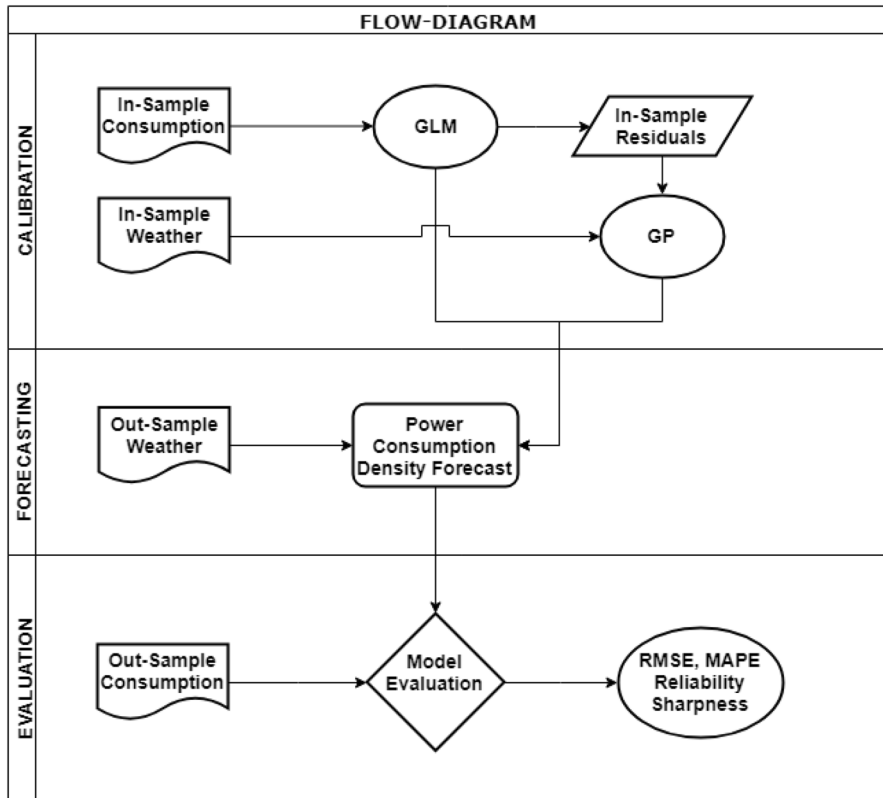 FLOW-DIAGRAM
CALIBRATION
In-Sample
Consumption
GLM
In-Sample
Residuals
In-Sample
Weather
GP
FORECASTING
Out-Sample
Weather
Power
Consumption
Density Forecast
EVALUATION
Out-Sample
Consumption
Model
Evaluation
RMSE, MAPE
Reliability
Sharpness